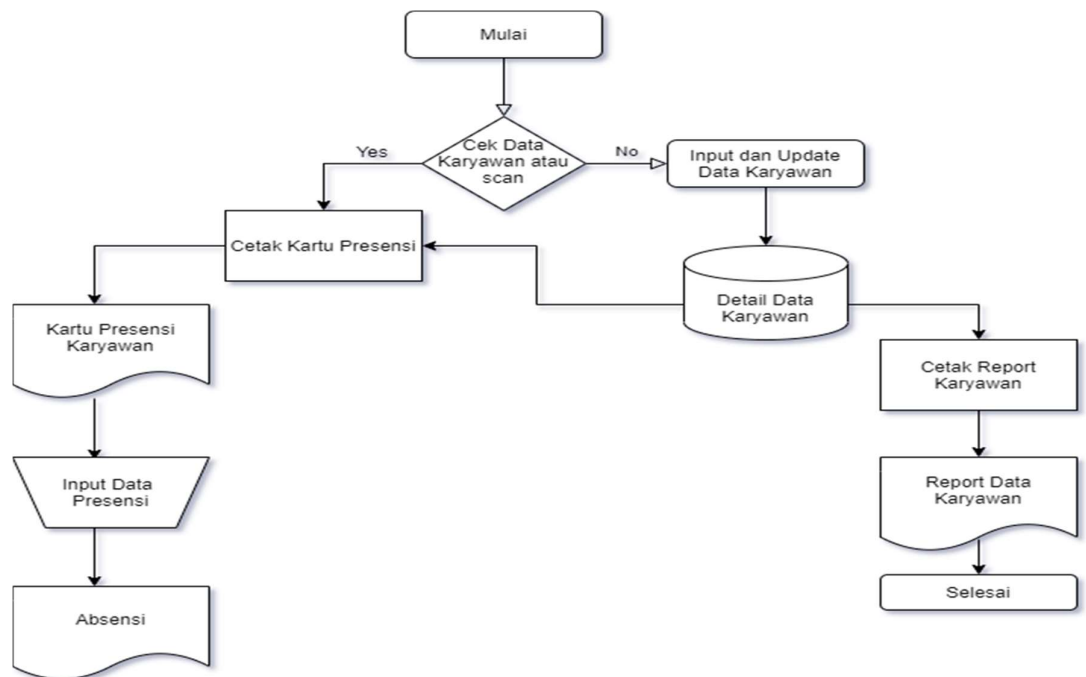 Mulai
Cek Data
Karyawan atau
scan
Yes
No
Input dan Update
Data Karyawan
Cetak Kartu Presensi
Detail Data
Karyawan
Kartu Presensi
Karyawan
Cetak Report
Karyawan
Input Data
Presensi
Report Data
Karyawan
Absensi
Selesai